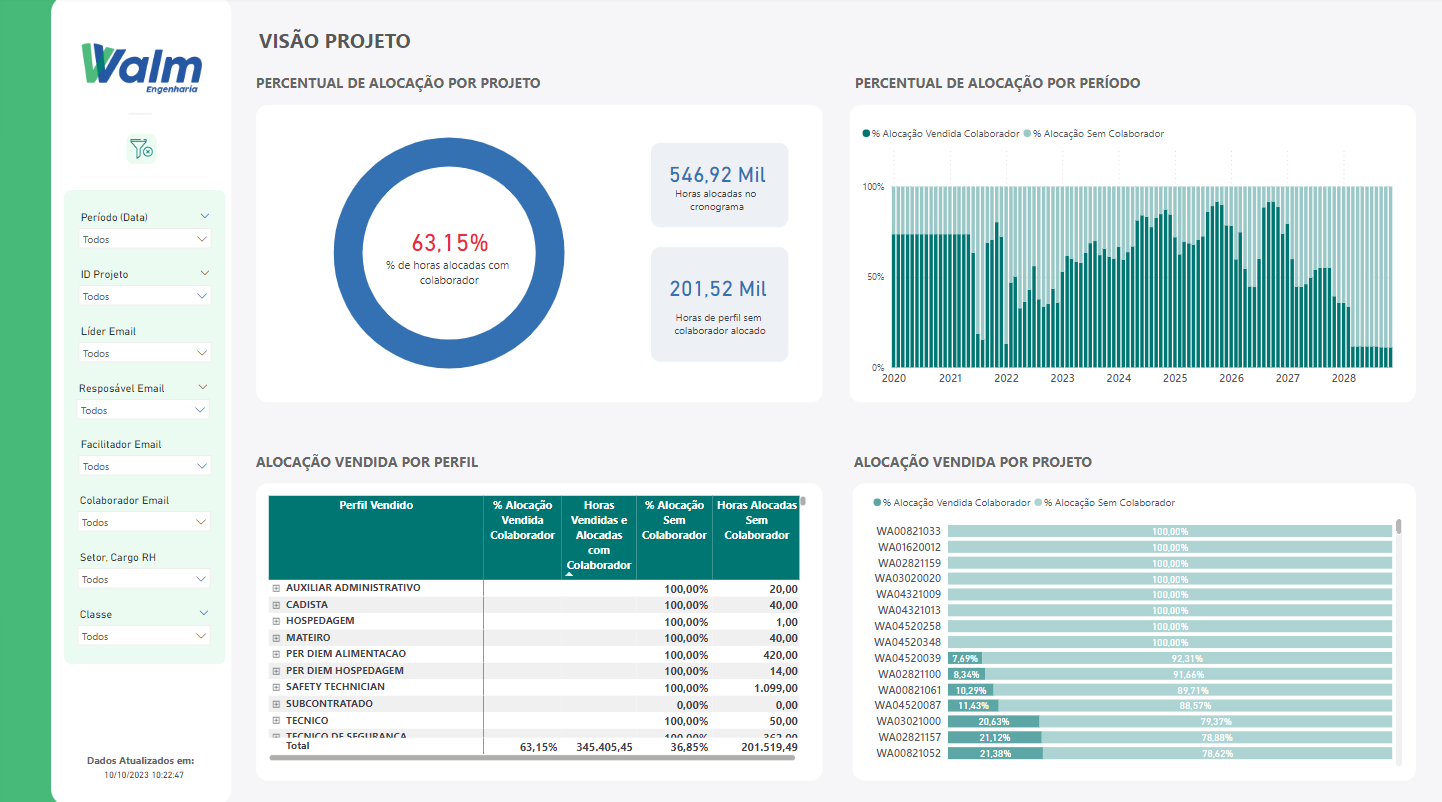 Walm
Engenharia
Período (Data)
Todos
ID Projeto
Todos
Líder Email
Todos
Resposável Email
Todos
Facilitador Email
Todos
Colaborador Email
Todos
Setor, Cargo RH
Todos
Classe
Todos
Dados Atualizados em:
10/10/2023 10:22:47
VISÃO PROJETO
PERCENTUAL DE ALOCAÇÃO POR PROJETO
63,15%
% de horas alocadas com
colaborador
546,92 Mil
Horas alocadas no
cronograma
201,52 Mil
Horas de perfil sem
colaborador alocado
PERCENTUAL DE ALOCAÇÃO POR PERÍODO
% Alocação Vendida Colaborador % Alocação Sem Colaborador
100%
50%
0%
2020 2021 2022 2023 2024 2025 2026 2027 2028
ALOCAÇÃO VENDIDA POR PERFIL
Perfil Vendido
% Alocação
Vendida
Colaborador
Horas
Vendidas e
Alocadas
com
Colaborador
% Alocação
Sem
Colaborador
Horas Alocadas
Sem
Colaborador
AUXILIAR ADMINISTRATIVO 100,00% 20,00
CADISTA 100,00% 40,00
HOSPEDAGEM 100,00% 1,00
MATEIRO 100,00% 40,00
PER DIEM ALIMENTACAO 100,00% 420,00
PER DIEM HOSPEDAGEM 100,00% 14,00
SAFETY TECHNICIAN 100,00% 1.099,00
SUBCONTRATADO 0,00% 0,00
TECNICO 100,00% 50,00
TECNICO DE SEGURANCA 100,00% 362,00
Total 63,15% 345.405,45 36,85% 201.519,49
ALOCAÇÃO VENDIDA POR PROJETO
% Alocação Vendida Colaborador % Alocação Sem Colaborador
WA00821033 100,00%
WA01620012 100,00%
WA02821159 100,00%
WA03020020 100,00%
WA04321009 100,00%
WA04321013 100,00%
WA04520258 100,00%
WA04520348 100,00%
WA04520039 7,69% 92,31%
WA02821100 8,34% 91,66%
WA00821061 10,29% 89,71%
WA04520087 11,43% 88,57%
WA03021000 20,63% 79,37%
WA02821157 21,12% 78,88%
WA00821052 21,38% 78,62%